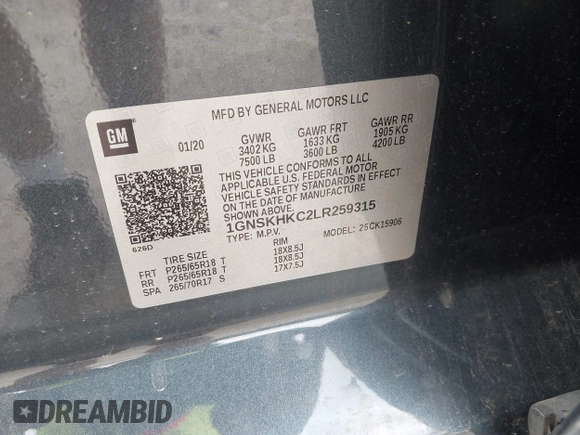 MFD BY GENERAL MOTORS LLC
GM
01/20
GVWR GAWR FRT GAWR RR
3402 KG 1633 KG 1905 KG
7500 LB 3600 LB 4200 LB
THIS VEHICLE CONFORMS TO ALL
APPLICABLE U.S. FEDERAL MOTOR
VEHICLE SAFETY STANDARDS IN EFFECT
ON THE DATE OF MANUFACTURE
SHOWN ABOVE.
1GNSKHKC2LR259315
626D
TYPE: M.P.V. MODEL: 25CK15906
TIRE SIZE RIM
FRT P265/65R18 T 18X8.5J
RR P265/65R18 T 18X8.5J
SPA 265/70R17 S 17X7.5J
DREAMBID